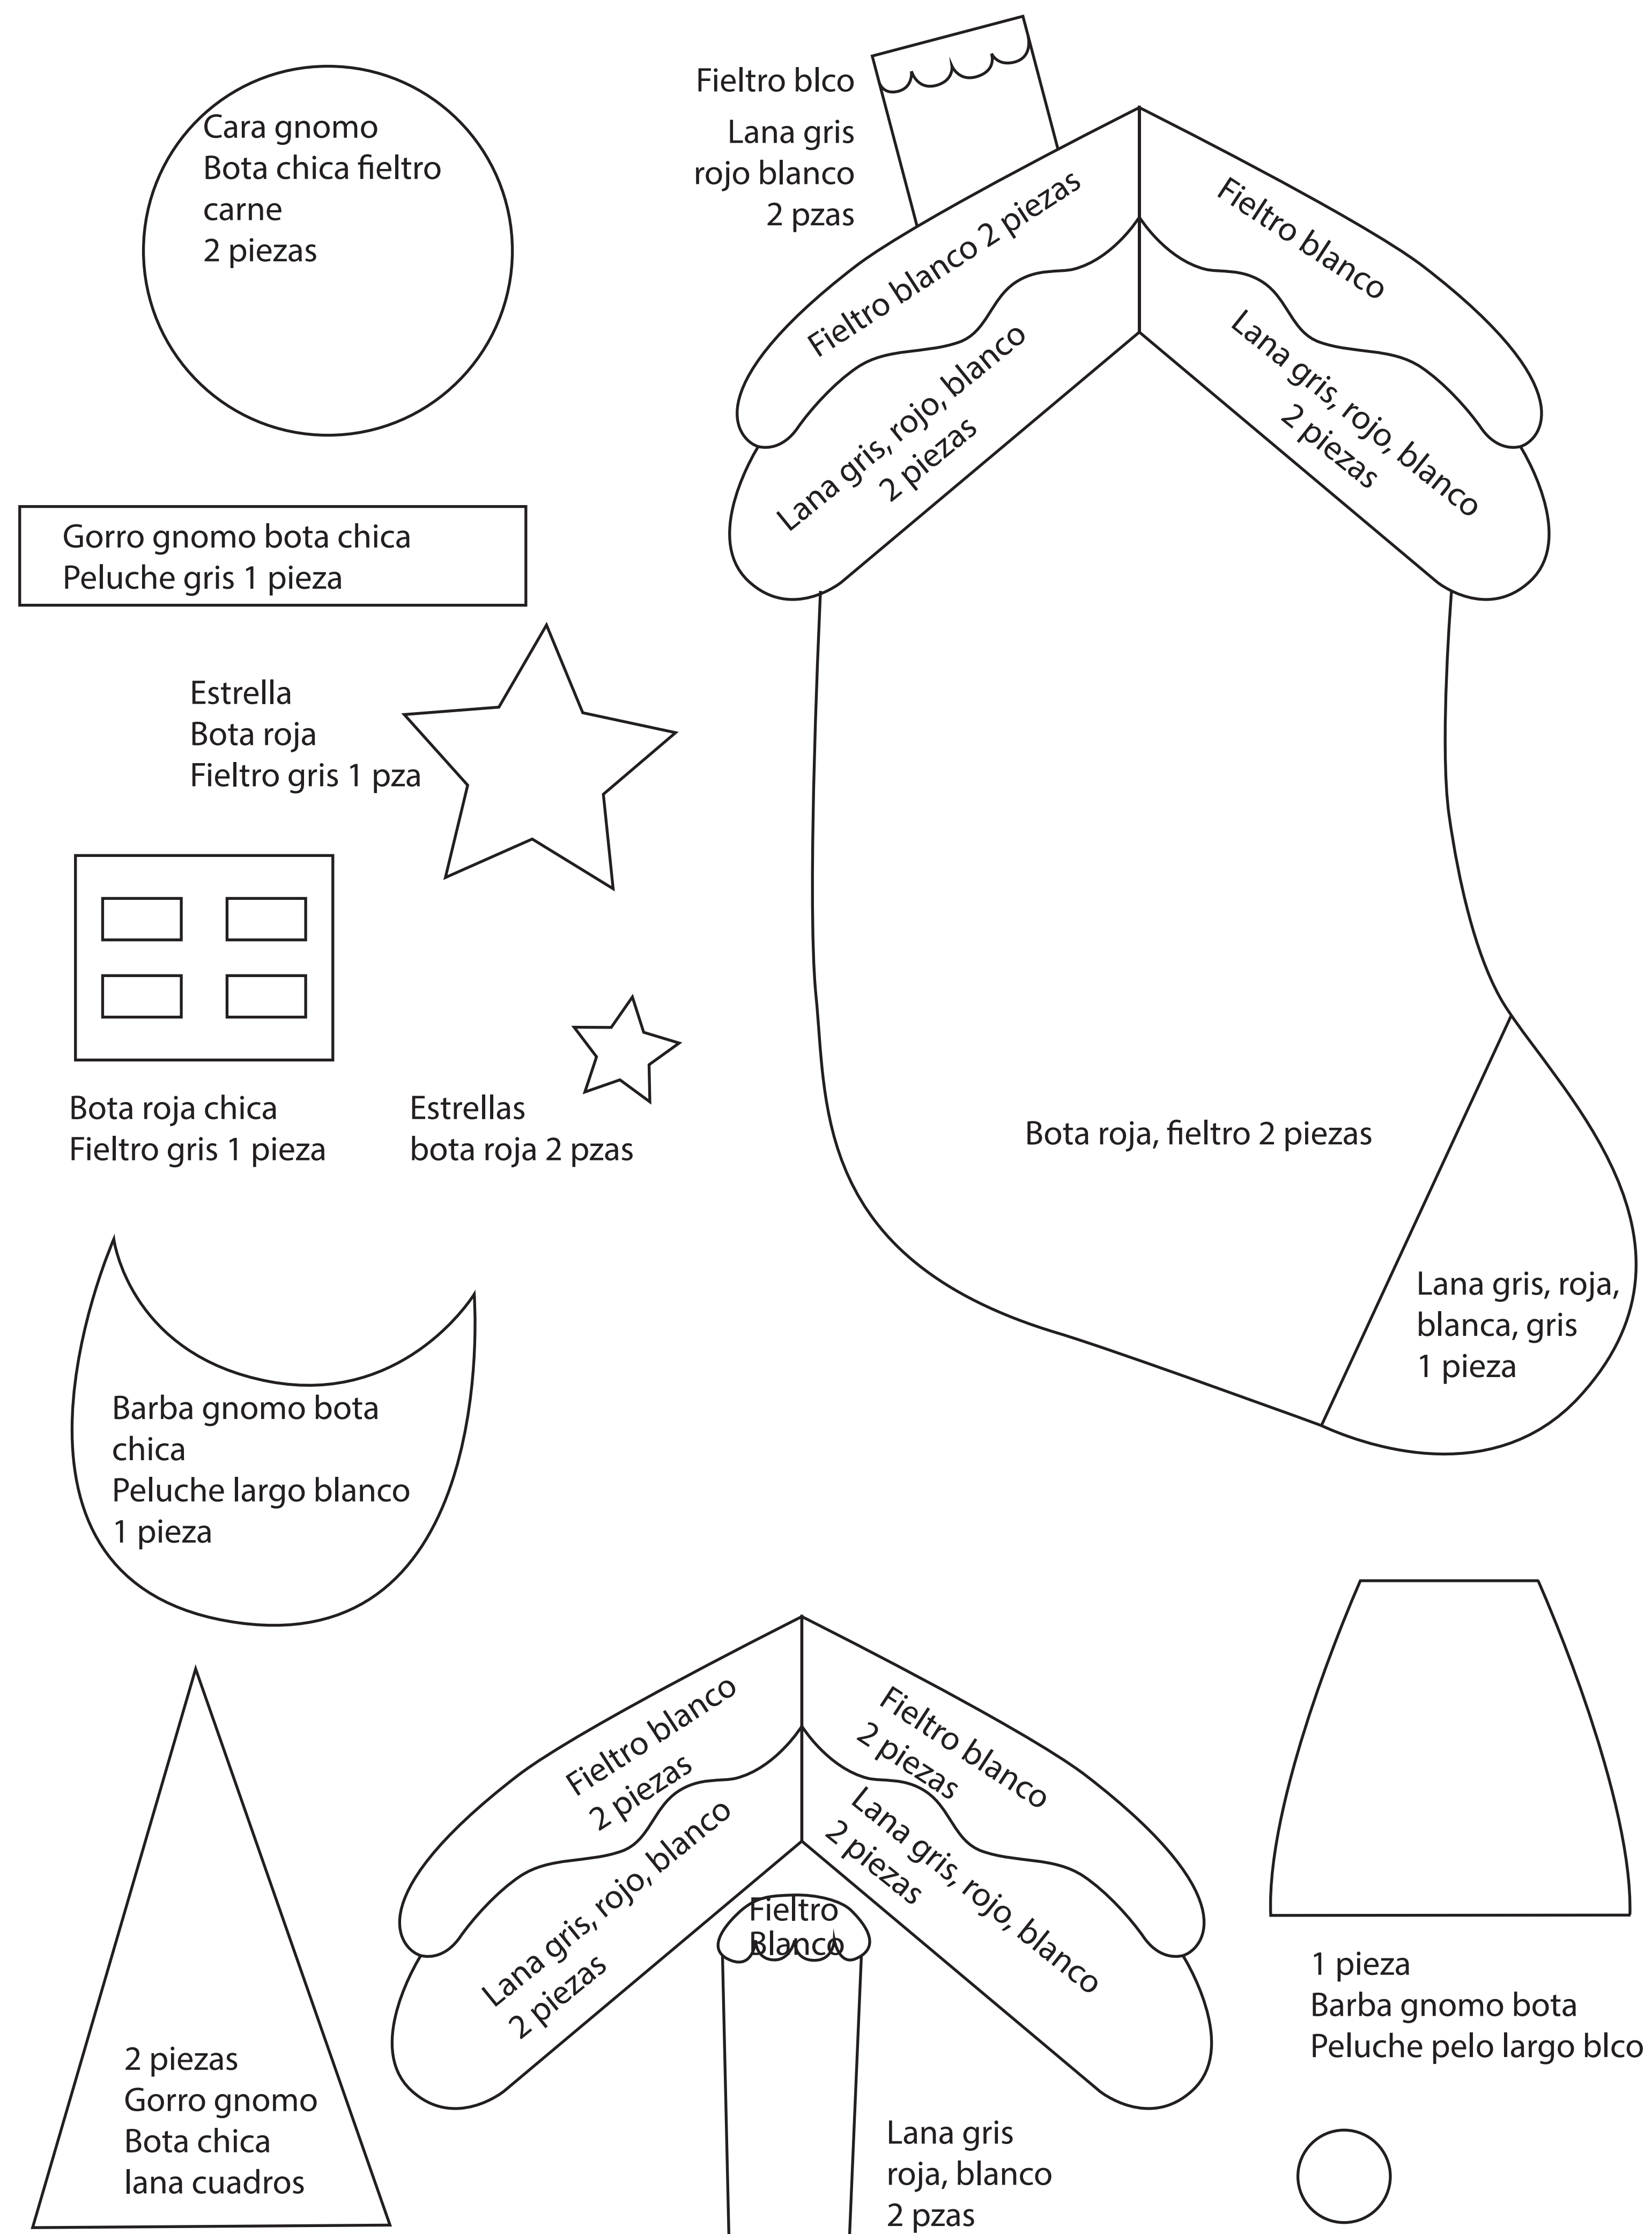 Cara gnomo
Bota chica fieltro
carne
2 piezas
Fieltro blco
Lana gris
rojo blanco
2 pzas
Fieltro blanco 2 piezas
Fieltro blanco
Lana gris, rojo, blanco
2 piezas
Lana gris, rojo, blanco
2 piezas
Gorro gnomo bota chica
Peluche gris 1 pieza
Estrella
Bota roja
Fieltro gris 1 pza
Bota roja chica
Fieltro gris 1 pieza
Estrellas
bota roja 2 pzas
Bota roja, fieltro 2 piezas
Lana gris, roja,
blanca, gris
1 pieza
Barba gnomo bota
chica
Peluche largo blanco
1 pieza
Fieltro blanco
2 piezas
Fieltro blanco
2 piezas
Lana gris, rojo, blanco
2 piezas
Lana gris, rojo, blanco
2 piezas
Fieltro
Blanco
1 pieza
Barba gnomo bota
Peluche pelo largo blco
2 piezas
Gorro gnomo
Bota chica
lana cuadros
Lana gris
roja, blanco
2 pzas